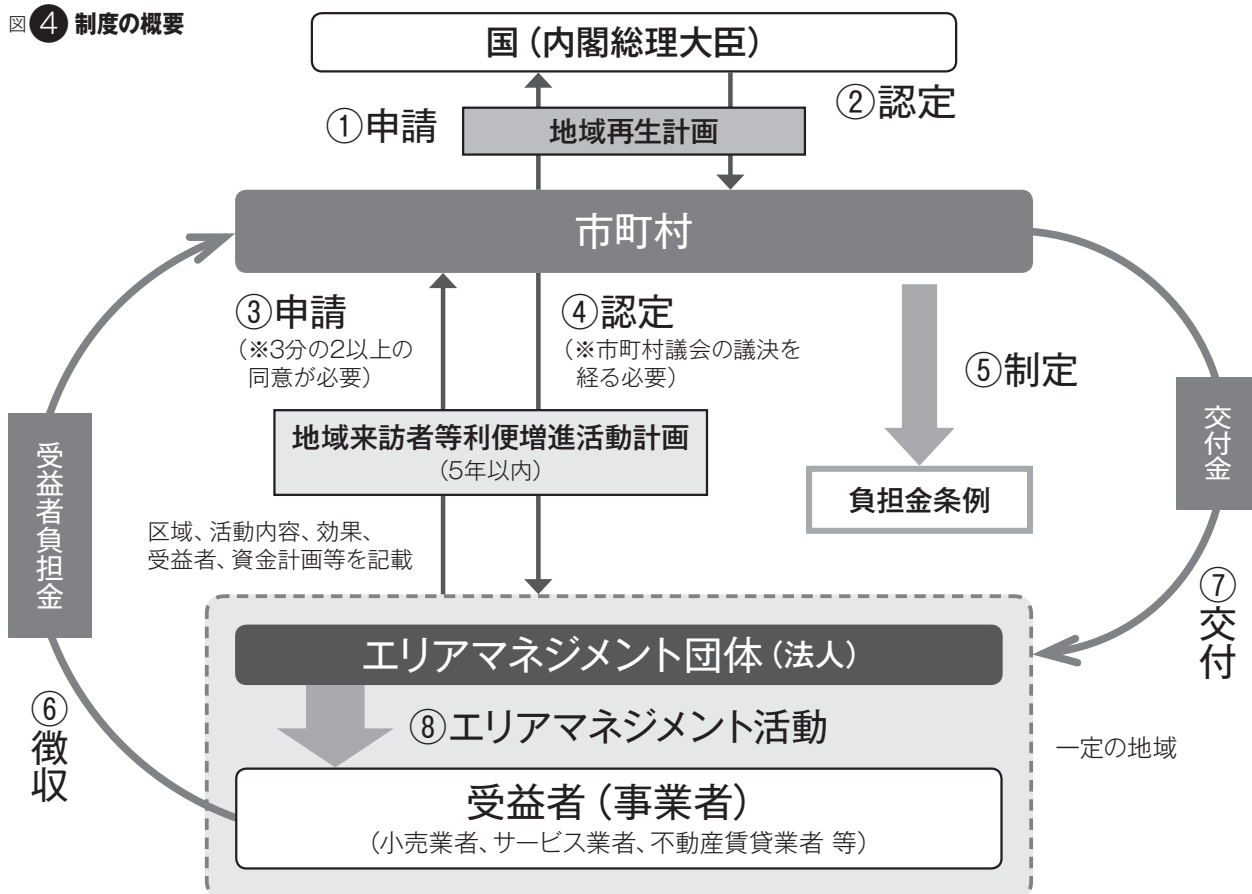 図4 制度の概要
国（内閣総理大臣）
①申請
②認定
地域再生計画
市町村
③申請
（※3分の2以上の
同意が必要）
④認定
（※市町村議会の議決を
経る必要）
⑤制定
地域来訪者等利便増進活動計画
（5年以内）
負担金条例
受益者負担金
交付金
区域、活動内容、効果、
受益者、資金計画等を記載
⑦交付
エリアマネジメント団体（法人）
⑥徴収
⑧エリアマネジメント活動
一定の地域
受益者（事業者）
（小売業者、サービス業者、不動産賃貸業者 等）